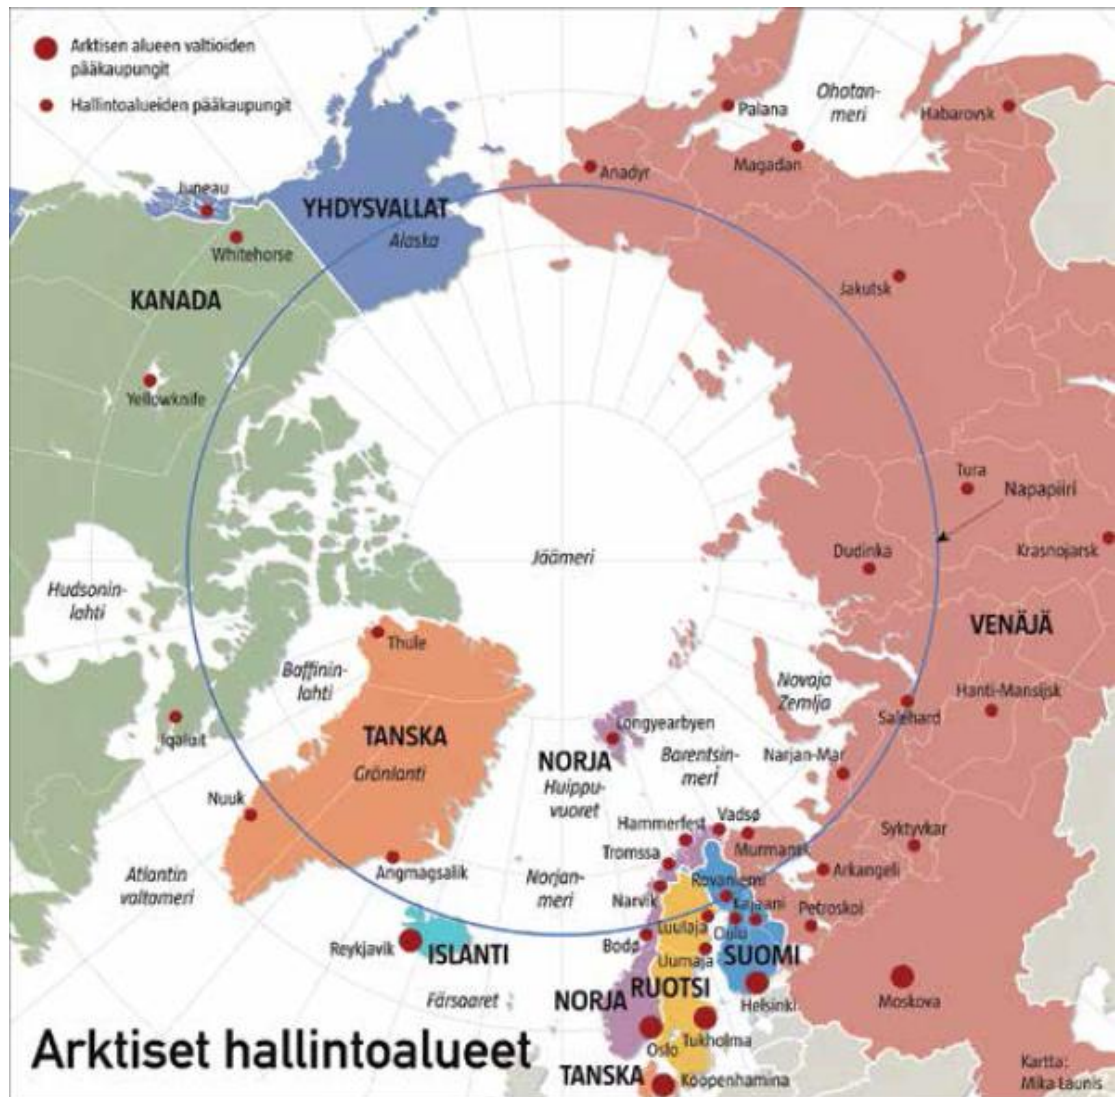 Arktisen alueen valtioiden
pääkaupungit
Hallintoalueiden pääkaupungit
Palana
Ohotan-
meri
Habarovsk
Magadan
Anadyr
Juneau
YHDYSVALLAT
Alaska
Whitehorse
KANADA
Jakutsk
Yellowknife
Tura
Napapiiri
Krasnojarsk
Dudinka
Jäämeri
Hudsonin-
lahti
VENÄJÄ
Thule
Baffinin-
lahti
Novaja
Zemlja
Hanti-Mansijsk
Salehard
Iqaluit
TANSKA
Grönlanti
Longyearbyen
NORJA
Huippu-
vuoret
Barentsin-
meri
Narjan-Mar
Nuuk
Hammerfest
Vadsø
Murmansk
Syktyvkar
Tromssa
Arkangeli
Angmagsalik
Atlantin
valtameri
Norjan-
meri
Rovaniemi
Narvik
Kajaani
Petroskoi
Luulaja
Oulu
Bodø
Reykjavik
ISLANTI
Uumaja
SUOMI
Färsaaret
NORJA
RUOTSI
Helsinki
Moskova
Oslo
Tukholma
Arktiset hallintoalueet
TANSKA
Kööpenhamina
Kartta:
Mika Launis